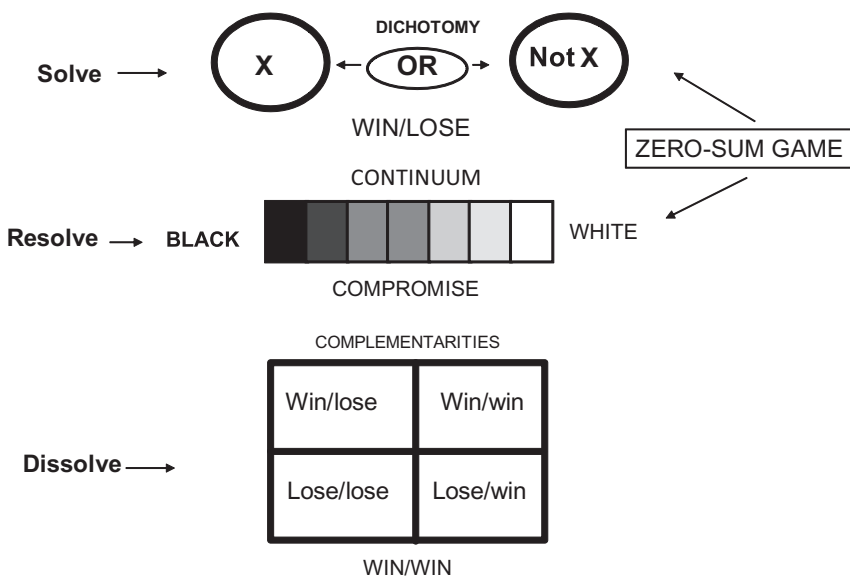 DICHOTOMY
Solve
X
OR
Not X
WIN/LOSE
ZERO-SUM GAME
CONTINUUM
Resolve
BLACK
WHITE
COMPROMISE
COMPLEMENTARITIES
Win/lose
Win/win
Dissolve
Lose/lose
Lose/win
WIN/WIN